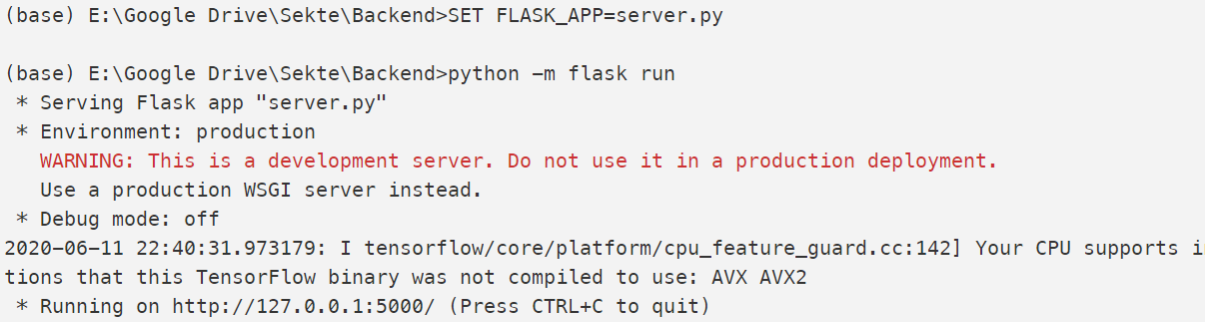 (base) E:\Google Drive\Sekte\Backend>SET FLASK_APP=server.py
(base) E:\Google Drive\Sekte\Backend>python -m flask run
* Serving Flask app "server.py"
* Environment: production
WARNING: This is a development server. Do not use it in a production deployment.
Use a production WSGI server instead.
* Debug mode: off
2020-06-11 22:40:31.973179: I tensorflow/core/platform/cpu_feature_guard.cc:142] Your CPU supports
tions that this TensorFlow binary was not compiled to use: AVX AVX2
* Running on http://127.0.0.1:5000/ (Press CTRL+C to quit)